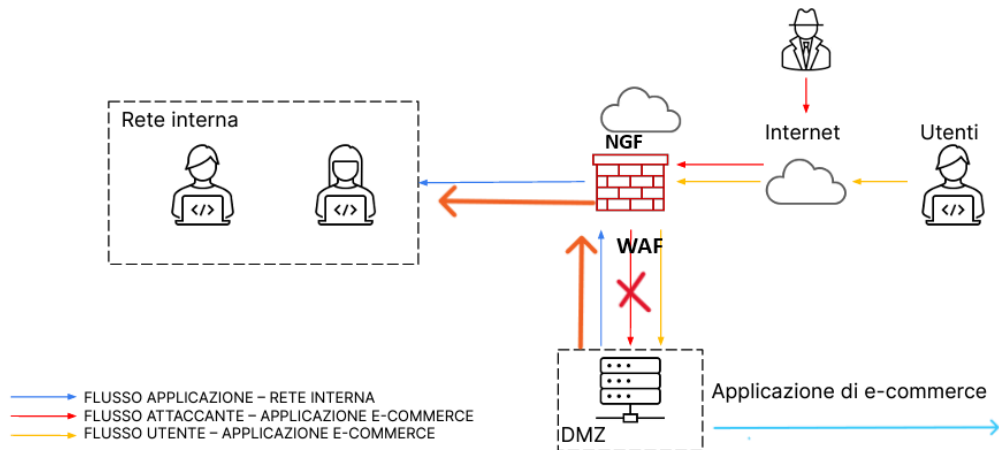 Rete interna
NGF
Internet
Utenti
WAF
Applicazione di e-commerce
DMZ
FLUSSO APPLICAZIONE – RETE INTERNA
FLUSSO ATTACCANTE – APPLICAZIONE E-COMMERCE
FLUSSO UTENTE – APPLICAZIONE E-COMMERCE